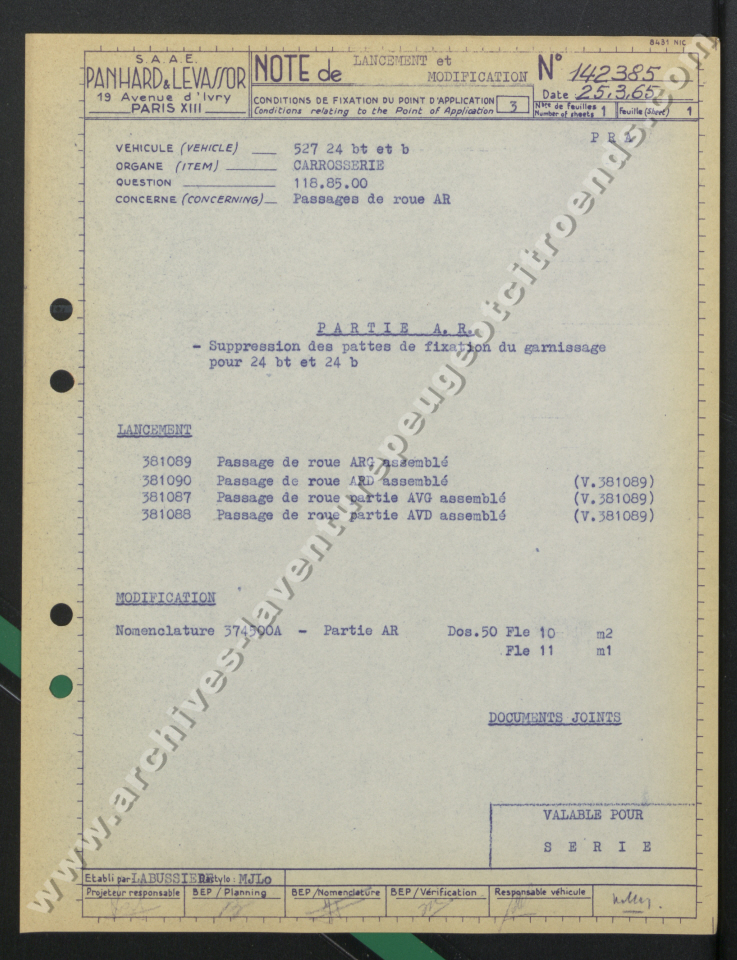 8431 NIC
S.A.A.E.
PANHARD & LEVASSOR
19 Avenue d'Ivry
PARIS XIII
NOTE de LANCEMENT et
MODIFICATION
N° 142385
Date 25.3.65
CONDITIONS DE FIXATION DU POINT D'APPLICATION 3
Conditions relating to the Point of Application
Nbre de feuilles 1
Number of sheets
Feuille (Sheet) 1
VEHICULE (VEHICLE) 527 24 bt et b
ORGANE (ITEM) CARROSSERIE
QUESTION 118.85.00
CONCERNE (CONCERNING) Passages de roue AR
PARTIE A.R.
- Suppression des pattes de fixation du garnissage
pour 24 bt et 24 b
LANCEMENT
381089 Passage de roue ARG assemblé
381090 Passage de roue ARD assemblé (V.381089)
381087 Passage de roue partie AVG assemblé (V.381089)
381088 Passage de roue partie AVD assemblé (V.381089)
MODIFICATION
Nomenclature 374500A - Partie AR Dos.50 Fle 10 m2
Fle 11 m1
DOCUMENTS JOINTS
VALABLE POUR
S E R I E
Etabli par LABUSSIERE Dactylo: MJLo
Projeteur responsable
BEP / Planning
BEP / Nomenclature
BEP / Vérification
Responsable véhicule
www.archives-laventurepeugeotcitroends.com